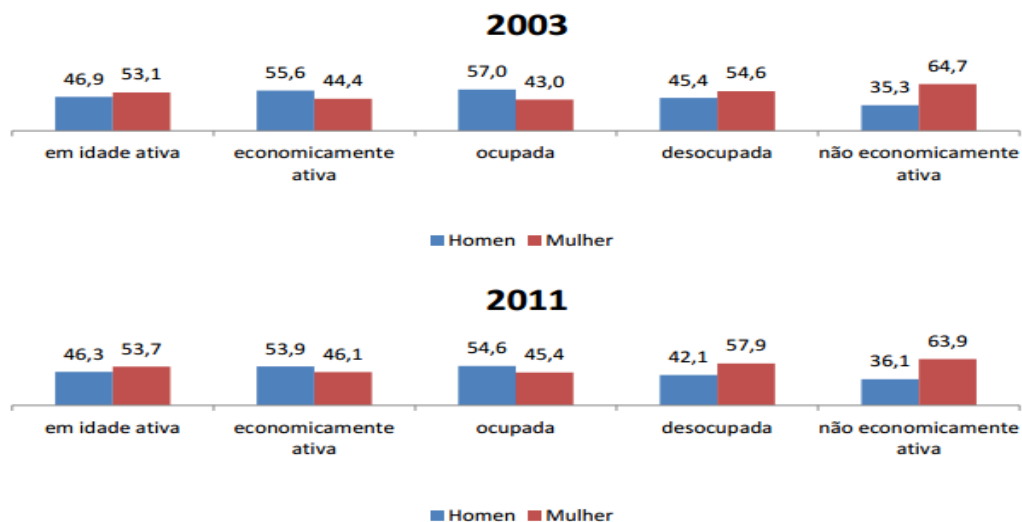 2003
46,9 53,1 55,6 44,4 57,0 43,0 45,4 54,6 35,3 64,7
em idade ativa economicamente ativa ocupada desocupada não economicamente ativa
Homen Mulher
2011
46,3 53,7 53,9 46,1 54,6 45,4 42,1 57,9 36,1 63,9
em idade ativa economicamente ativa ocupada desocupada não economicamente ativa
Homen Mulher